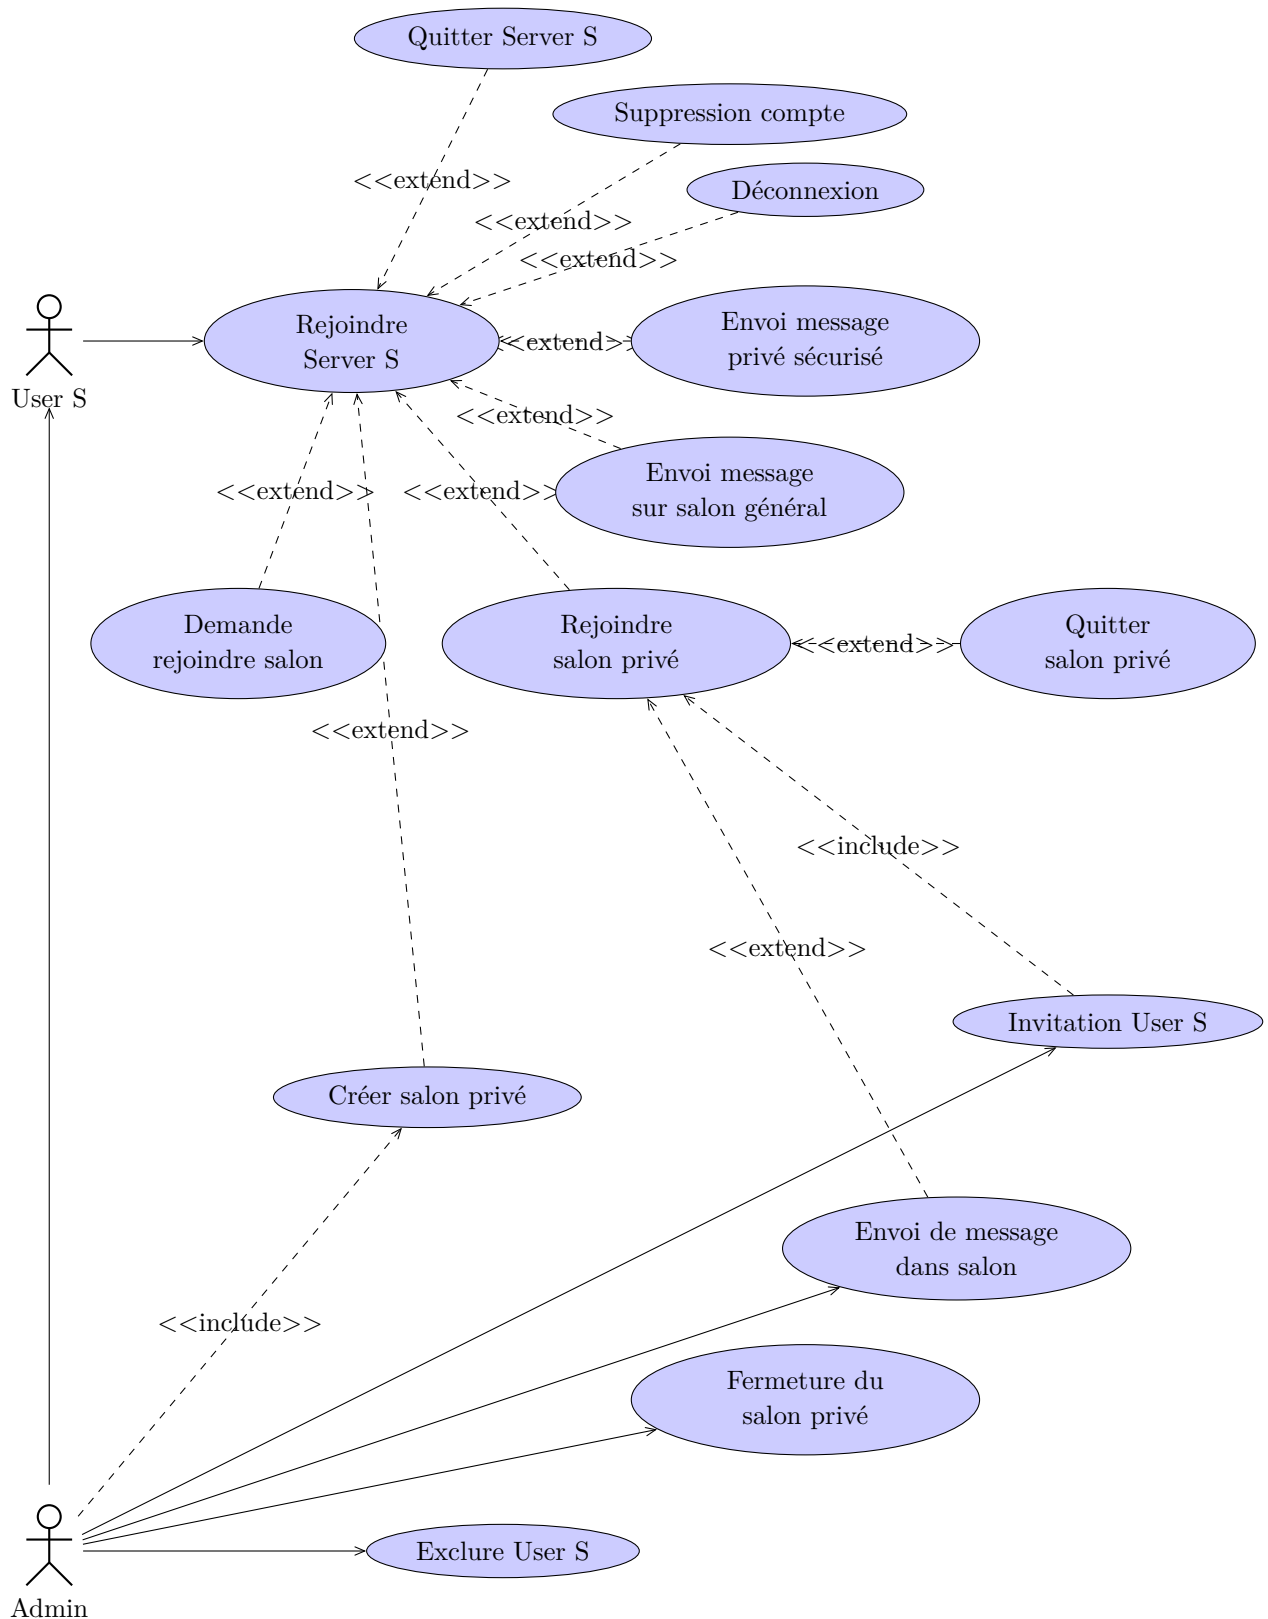 Quitter Server S
Suppression compte
<<extend>>
Déconnexion
<<extend>>
<<extend>>
Rejoindre
Server S
<<extend>>
Envoi message
privé sécurisé
User S
<<extend>>
Envoi message
sur salon général
<<extend>>
<<extend>>
Demande
rejoindre salon
Rejoindre
salon privé
<<extend>>
Quitter
salon privé
<<extend>>
<<include>>
<<extend>>
Invitation User S
Créer salon privé
Envoi de message
dans salon
<<include>>
Fermeture du
salon privé
Exclure User S
Admin